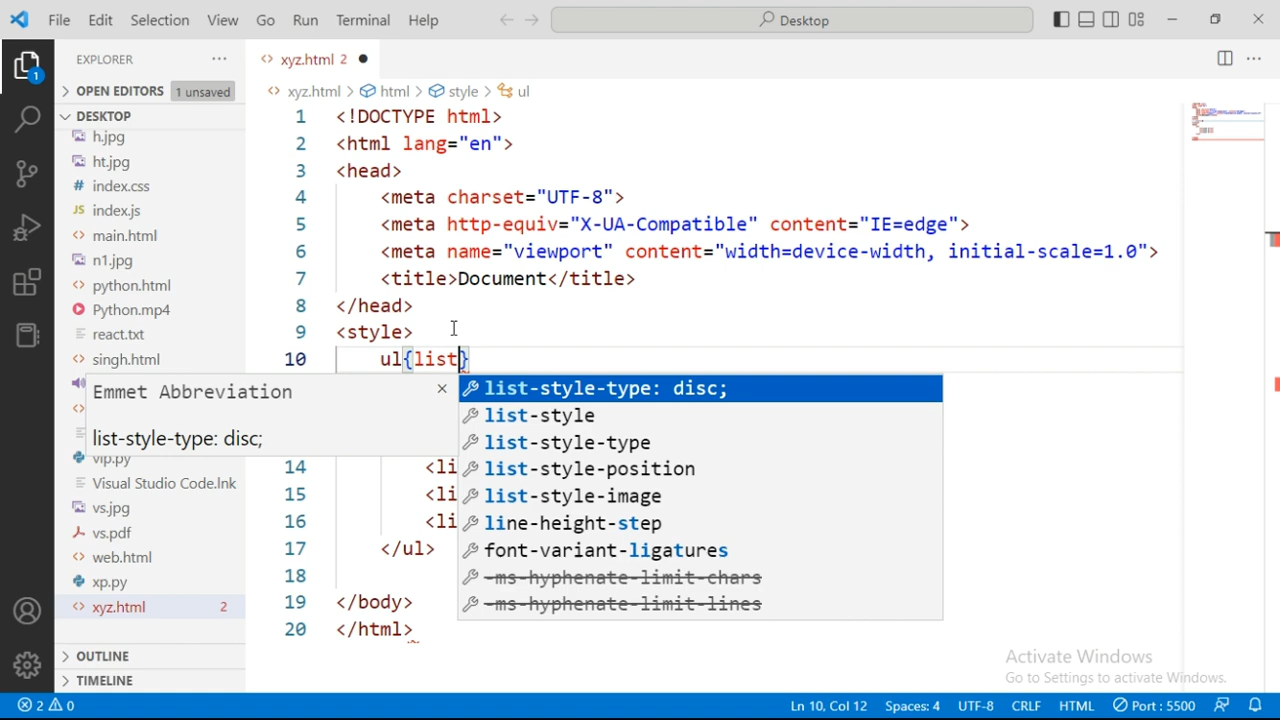 File Edit Selection View Go Run Terminal Help Desktop
EXPLORER ··· xyz.html 2
OPEN EDITORS 1 unsaved xyz.html > html > style > ul
DESKTOP
h.jpg
ht.jpg
index.css
index.js
main.html
n1.jpg
python.html
Python.mp4
react.txt
singh.html
vip.py
Visual Studio Code.lnk
vs.jpg
vs.pdf
web.html
xp.py
xyz.html 2
OUTLINE
TIMELINE
1 <!DOCTYPE html>
2 <html lang="en">
3 <head>
4 <meta charset="UTF-8">
5 <meta http-equiv="X-UA-Compatible" content="IE=edge">
6 <meta name="viewport" content="width=device-width, initial-scale=1.0">
7 <title>Document</title>
8 </head>
9 <style>
10 ul{list}
Emmet Abbreviation ×
list-style-type: disc;
list-style-type: disc;
list-style
list-style-type
list-style-position
list-style-image
line-height-step
font-variant-ligatures
-ms-hyphenate-limit-chars
-ms-hyphenate-limit-lines
14 <li
15 <li
16 <li
17 </ul>
18
19 </body>
20 </html>
Activate Windows
Go to Settings to activate Windows.
1
2 0 Ln 10, Col 12 Spaces: 4 UTF-8 CRLF HTML Port : 5500